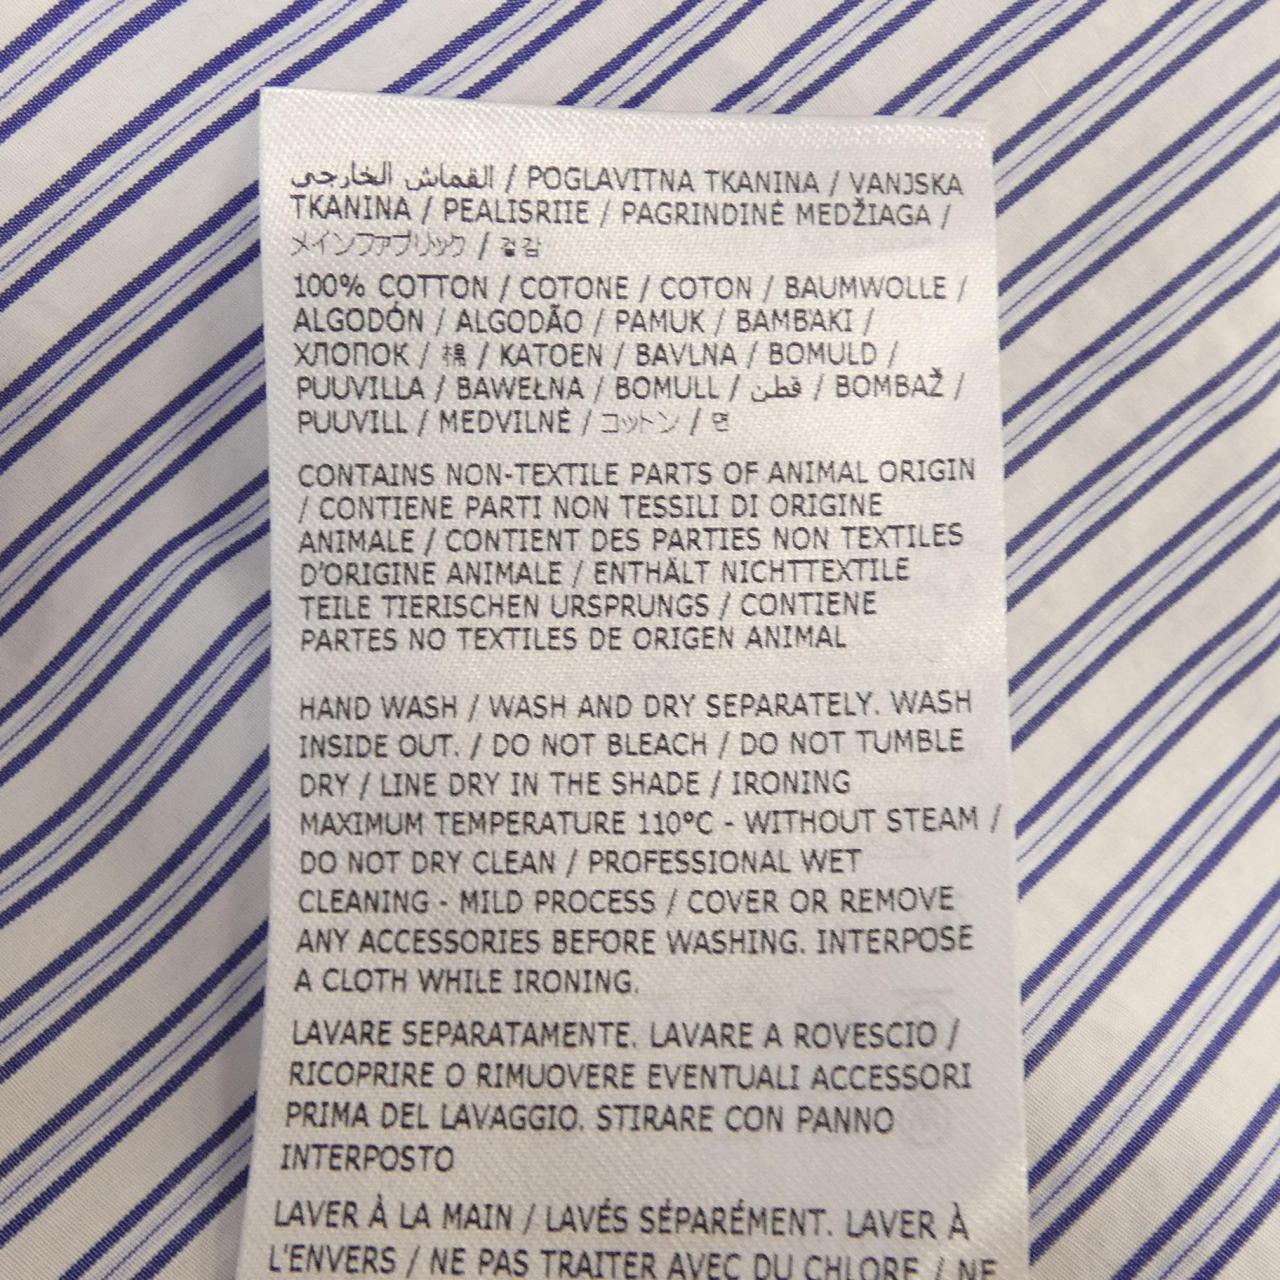 القماش الخارجي / POGLAVITNA TKANINA / VANJSKA
TKANINA / PEALISRIIE / PAGRINDINĖ MEDŽIAGA /
メインファブリック / 겉감
100% COTTON / COTONE / COTON / BAUMWOLLE /
ALGODÓN / ALGODÃO / PAMUK / ΒΑΜΒΑΚΙ /
ХЛОПОК / 棉 / KATOEN / BAVLNA / BOMULD /
PUUVILLA / BAWEŁNA / BOMULL / قطن / BOMBAŽ /
PUUVILL / MEDVILNĖ / コットン / 면
CONTAINS NON-TEXTILE PARTS OF ANIMAL ORIGIN
/ CONTIENE PARTI NON TESSILI DI ORIGINE
ANIMALE / CONTIENT DES PARTIES NON TEXTILES
D'ORIGINE ANIMALE / ENTHÄLT NICHTTEXTILE
TEILE TIERISCHEN URSPRUNGS / CONTIENE
PARTES NO TEXTILES DE ORIGEN ANIMAL
HAND WASH / WASH AND DRY SEPARATELY. WASH
INSIDE OUT. / DO NOT BLEACH / DO NOT TUMBLE
DRY / LINE DRY IN THE SHADE / IRONING
MAXIMUM TEMPERATURE 110°C - WITHOUT STEAM /
DO NOT DRY CLEAN / PROFESSIONAL WET
CLEANING - MILD PROCESS / COVER OR REMOVE
ANY ACCESSORIES BEFORE WASHING. INTERPOSE
A CLOTH WHILE IRONING.
LAVARE SEPARATAMENTE. LAVARE A ROVESCIO /
RICOPRIRE O RIMUOVERE EVENTUALI ACCESSORI
PRIMA DEL LAVAGGIO. STIRARE CON PANNO
INTERPOSTO
LAVER À LA MAIN / LAVÉS SÉPARÉMENT. LAVER À
L'ENVERS / NE PAS TRAITER AVEC DU CHLORE / NE